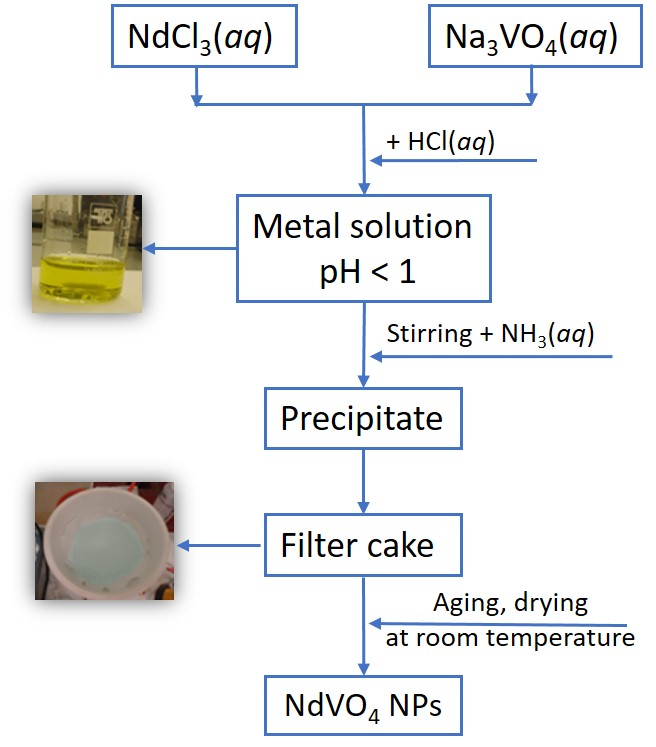 NdCl₃(aq)
Na₃VO₄(aq)
+ HCl(aq)
Metal solution
pH < 1
Stirring + NH₃(aq)
Precipitate
Filter cake
Aging, drying
at room temperature
NdVO₄ NPs